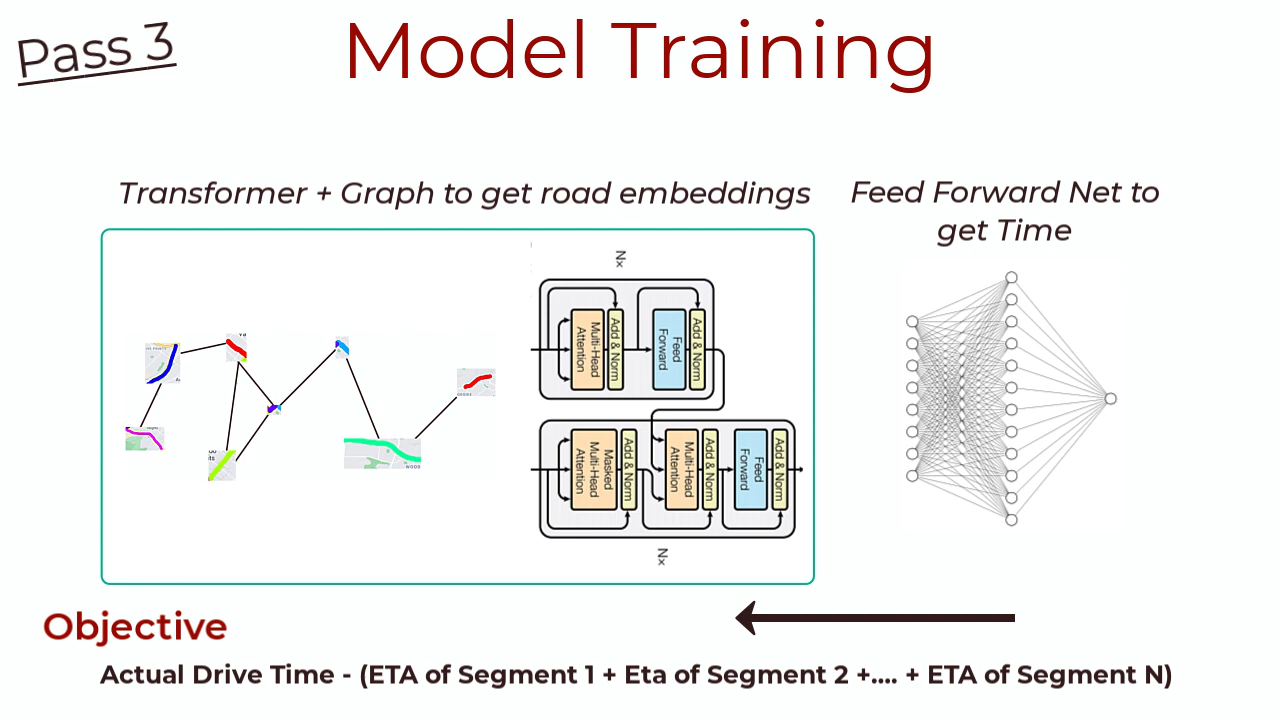 Pass 3
Model Training
Transformer + Graph to get road embeddings
Feed Forward Net to
get Time
Nx
Multi-Head
Attention
Add & Norm
Feed
Forward
Add & Norm
Masked
Multi-Head
Attention
Add & Norm
Multi-Head
Attention
Add & Norm
Feed
Forward
Add & Norm
Nx
Objective
Actual Drive Time - (ETA of Segment 1 + Eta of Segment 2 +.... + ETA of Segment N)